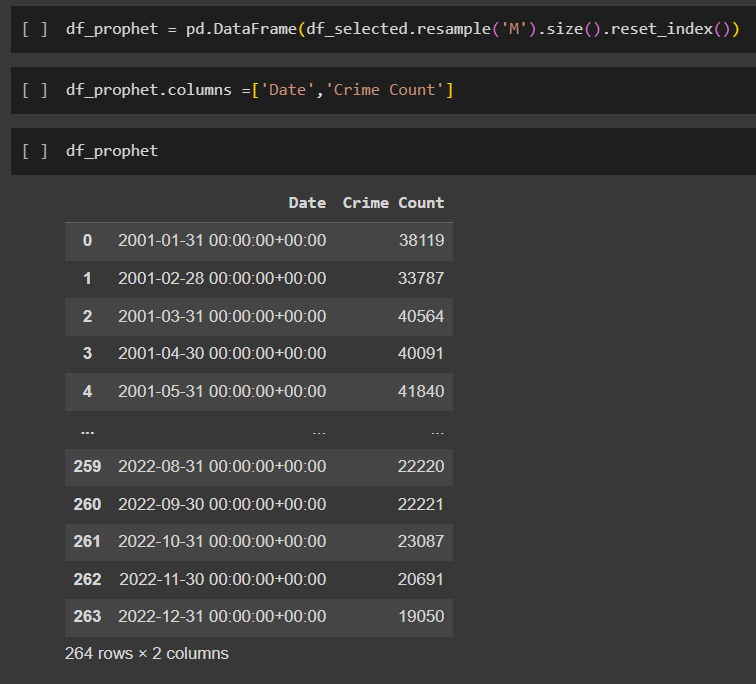 [ ] df_prophet = pd.DataFrame(df_selected.resample('M').size().reset_index())
[ ] df_prophet.columns =['Date','Crime Count']
[ ] df_prophet
Date Crime Count
0 2001-01-31 00:00:00+00:00 38119
1 2001-02-28 00:00:00+00:00 33787
2 2001-03-31 00:00:00+00:00 40564
3 2001-04-30 00:00:00+00:00 40091
4 2001-05-31 00:00:00+00:00 41840
... ... ...
259 2022-08-31 00:00:00+00:00 22220
260 2022-09-30 00:00:00+00:00 22221
261 2022-10-31 00:00:00+00:00 23087
262 2022-11-30 00:00:00+00:00 20691
263 2022-12-31 00:00:00+00:00 19050
264 rows × 2 columns